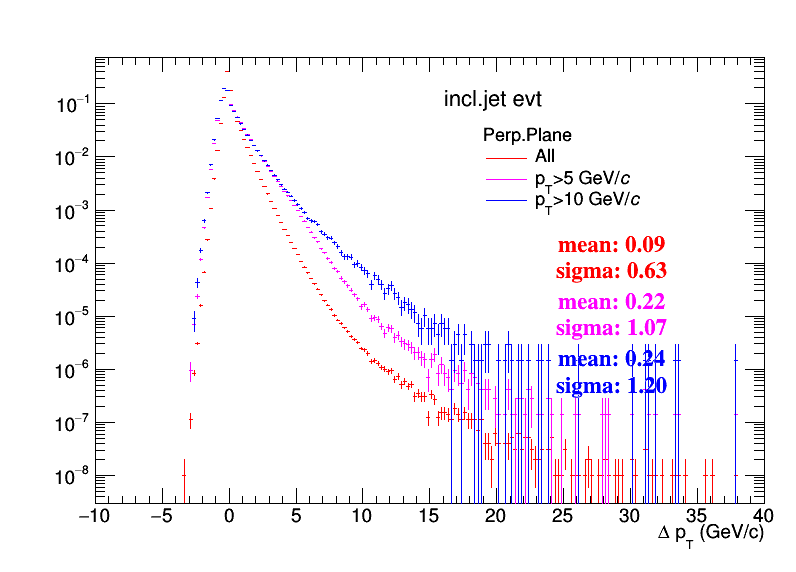 incl.jet evt
Perp.Plane
All
p_T>5 GeV/c
p_T>10 GeV/c
mean: 0.09
sigma: 0.63
mean: 0.22
sigma: 1.07
mean: 0.24
sigma: 1.20
10⁻¹
10⁻²
10⁻³
10⁻⁴
10⁻⁵
10⁻⁶
10⁻⁷
10⁻⁸
−10 −5 0 5 10 15 20 25 30 35 40
Δ p_T (GeV/c)